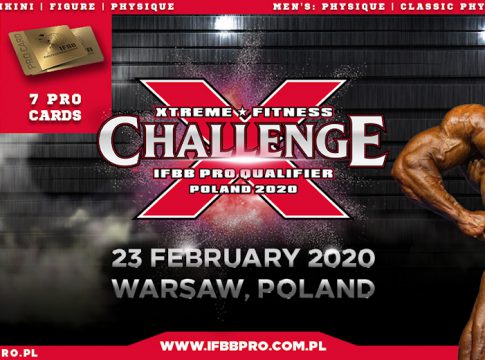 IKINI | FIGURE | PHYSIQUE
MEN'S: PHYSIQUE | CLASSIC PHY
IFBB
7 PRO
CARDS
XTREME★FITNESS
CHALLENGE
IFBB PRO QUALIFIER
POLAND 2020
23 FEBRUARY 2020
WARSAW, POLAND
RO.PL
WWW.IFBBPRO.COM.PL